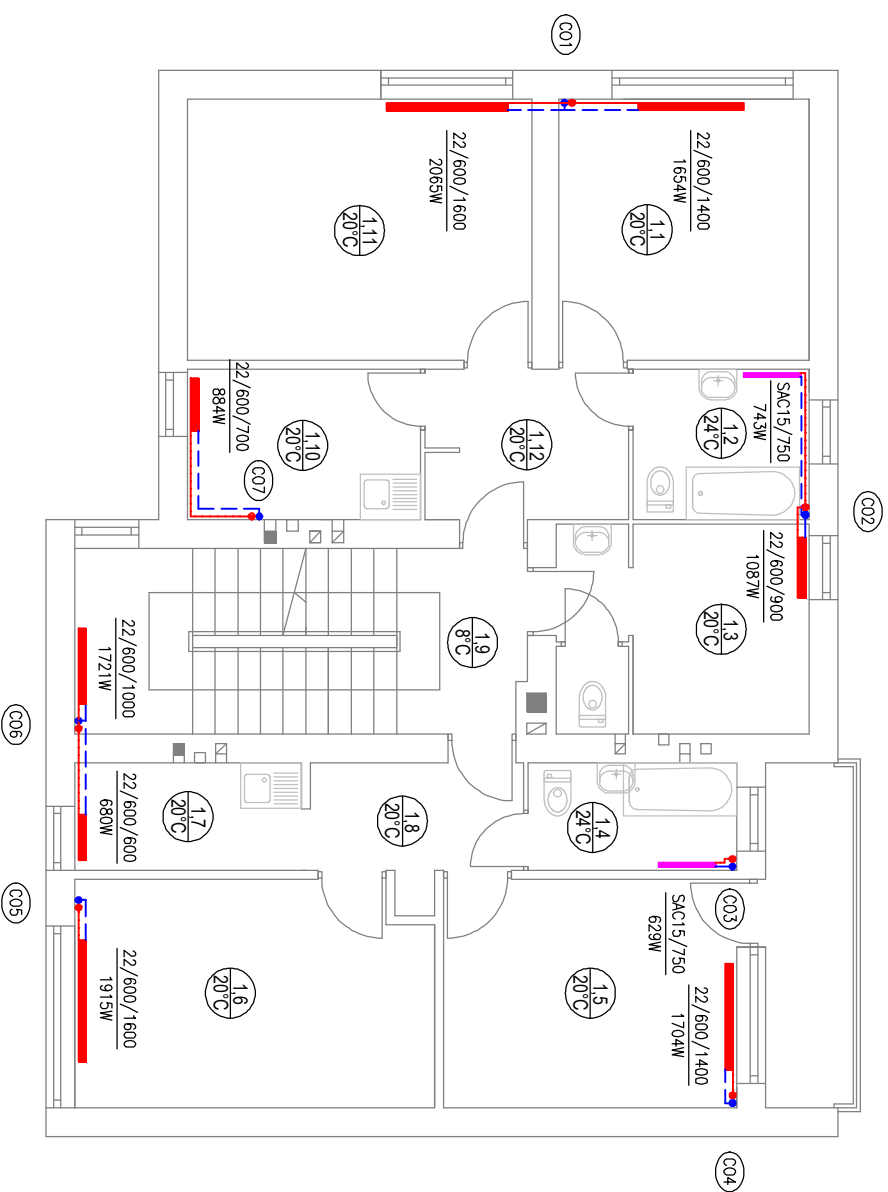 C01
22/600/1600
2065W
22/600/1400
1654W
1,11
20°C
1,1
20°C
22/600/700
884W
1,10
20°C
C07
1,12
20°C
1,2
24°C
SAC15/750
743W
C02
22/600/900
1087W
1,3
20°C
1,9
8°C
22/600/1000
1721W
C06
22/600/600
680W
1,7
20°C
1,8
20°C
1,4
24°C
C05
C03
SAC15/750
629W
22/600/1600
1915W
1,6
20°C
1,5
20°C
22/600/1400
1704W
C04